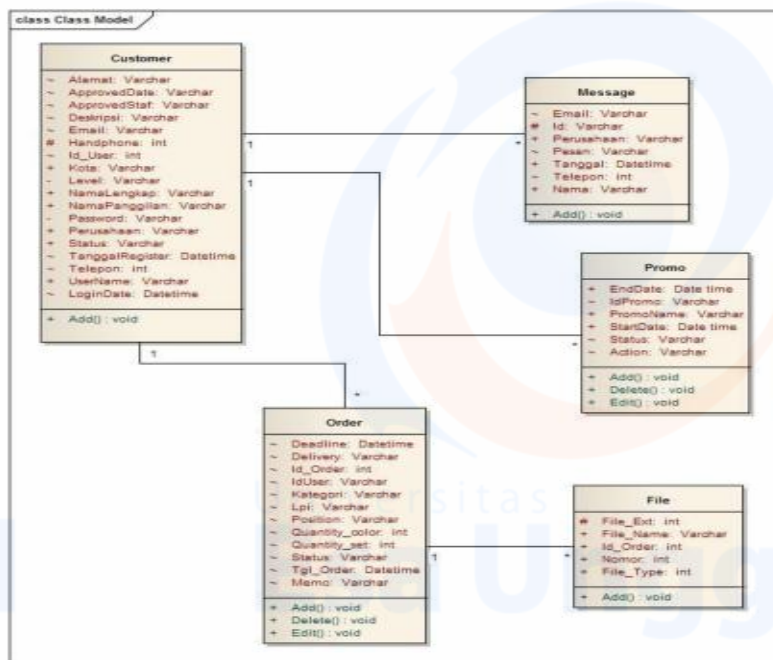 class Class Model
Customer
~ Alamat: Varchar
~ ApprovedDate: Varchar
~ ApprovedStaf: Varchar
~ Deskripsi: Varchar
~ Email: Varchar
# Handphone: int
~ Id_User: int
+ Kota: Varchar
~ Level: Varchar
+ NamaLengkap: Varchar
+ NamaPanggilan: Varchar
- Password: Varchar
+ Perusahaan: Varchar
+ Status: Varchar
~ TanggalRegister: Datetime
~ Telepon: int
+ UserName: Varchar
~ LoginDate: Datetime
+ Add() : void
1
*
1
*
1
*
Message
~ Email: Varchar
# Id: Varchar
+ Perusahaan: Varchar
~ Pesan: Varchar
+ Tanggal: Datetime
~ Telepon: int
+ Nama: Varchar
+ Add() : void
Promo
+ EndDate: Date time
~ IdPromo: Varchar
+ PromoName: Varchar
+ StartDate: Date time
~ Status: Varchar
~ Action: Varchar
+ Add() : void
+ Delete() : void
+ Edit() : void
Order
~ Deadline: Datetime
~ Delivery: Varchar
~ Id_Order: int
~ IdUser: Varchar
~ Kategori: Varchar
~ Lpi: Varchar
~ Position: Varchar
~ Quantity_color: int
~ Quantity_set: int
~ Status: Varchar
~ Tgl_Order: Datetime
~ Memo: Varchar
+ Add() : void
+ Delete() : void
+ Edit() : void
1
*
File
# File_Ext: int
+ File_Name: Varchar
+ Id_Order: int
+ Nomor: int
+ File_Type: int
+ Add() : void